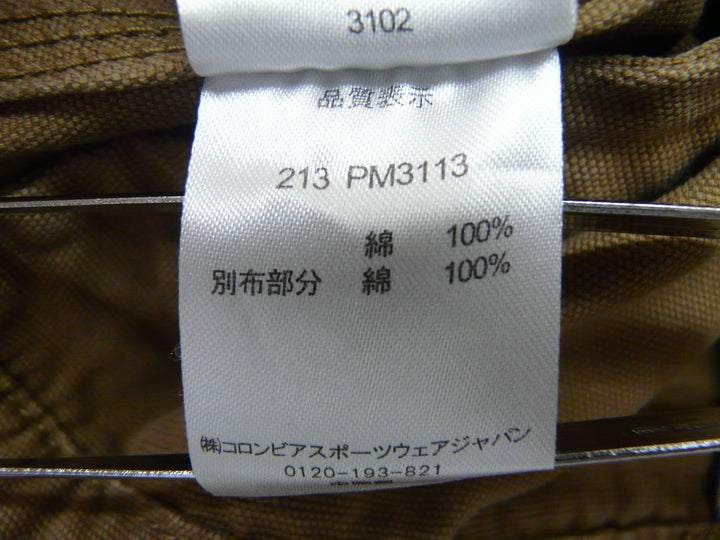 3102
品質表示
213 PM3113
綿 100%
別布部分 綿 100%
㈱コロンビアスポーツウェアジャパン
0120-193-821